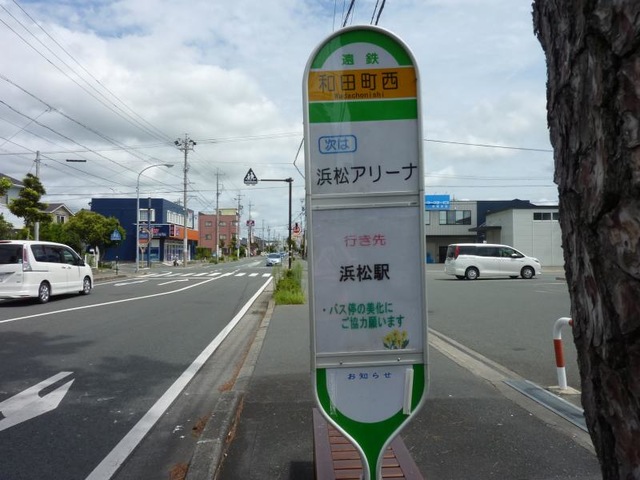 遠鉄
和田町西
Wadachonishi
次は
浜松アリーナ
行き先
浜松駅
・バス停の美化に
ご協力願います
お知らせ